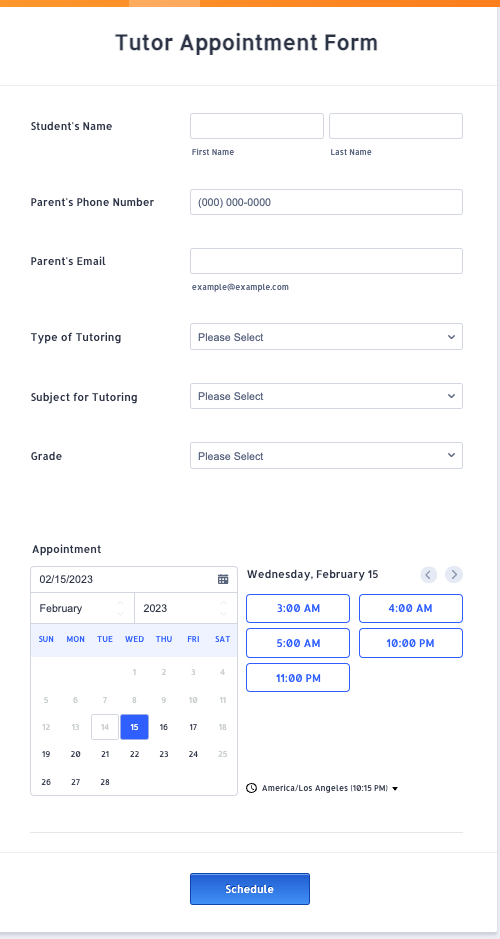 Tutor Appointment Form
Student's Name
First Name Last Name
Parent's Phone Number (000) 000-0000
Parent's Email
example@example.com
Type of Tutoring Please Select
Subject for Tutoring Please Select
Grade Please Select
Appointment
02/15/2023
February 2023
SUN MON TUE WED THU FRI SAT
1 2 3 4
5 6 7 8 9 10 11
12 13 14 15 16 17 18
19 20 21 22 23 24 25
26 27 28
Wednesday, February 15
3:00 AM 4:00 AM
5:00 AM 10:00 PM
11:00 PM
America/Los Angeles (10:15 PM)
Schedule